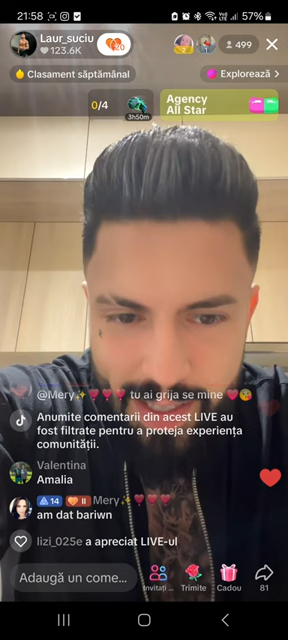 21:58
57%
Laur_suciu
123.6K
+20
2
499
Clasament săptămânal
Explorează >
0/4
3h50m
Agency
All Star
@Mery✨🌹🌹🌹 tu ai grija se mine 💗😘
Anumite comentarii din acest LIVE au
fost filtrate pentru a proteja experiența
comunității.
Valentina
Amalia
14 II Mery✨🌹🌹🌹
am dat bariwn
lizi_025e a apreciat LIVE-ul
Adaugă un come...
Invitați ...
Trimite
Cadou
81